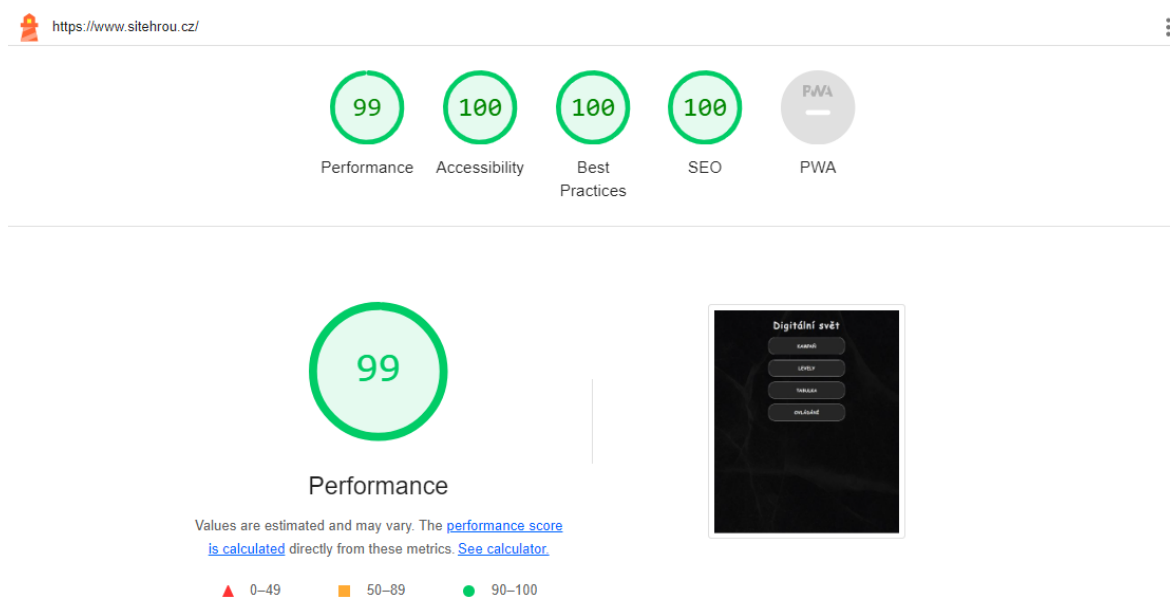 https://www.sitehrou.cz/
99
100
100
100
PWA
Performance
Accessibility
Best
Practices
SEO
PWA
99
Performance
Values are estimated and may vary. The performance score
is calculated directly from these metrics. See calculator.
0–49
50–89
90–100
Digitální svět
KAMPAŇ
LEVELY
TABULKA
OVLÁDÁNÍ